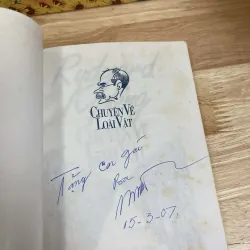 CHUYỆN VỀ
LOÀI VẬT
Tặng con gái
15-3-07